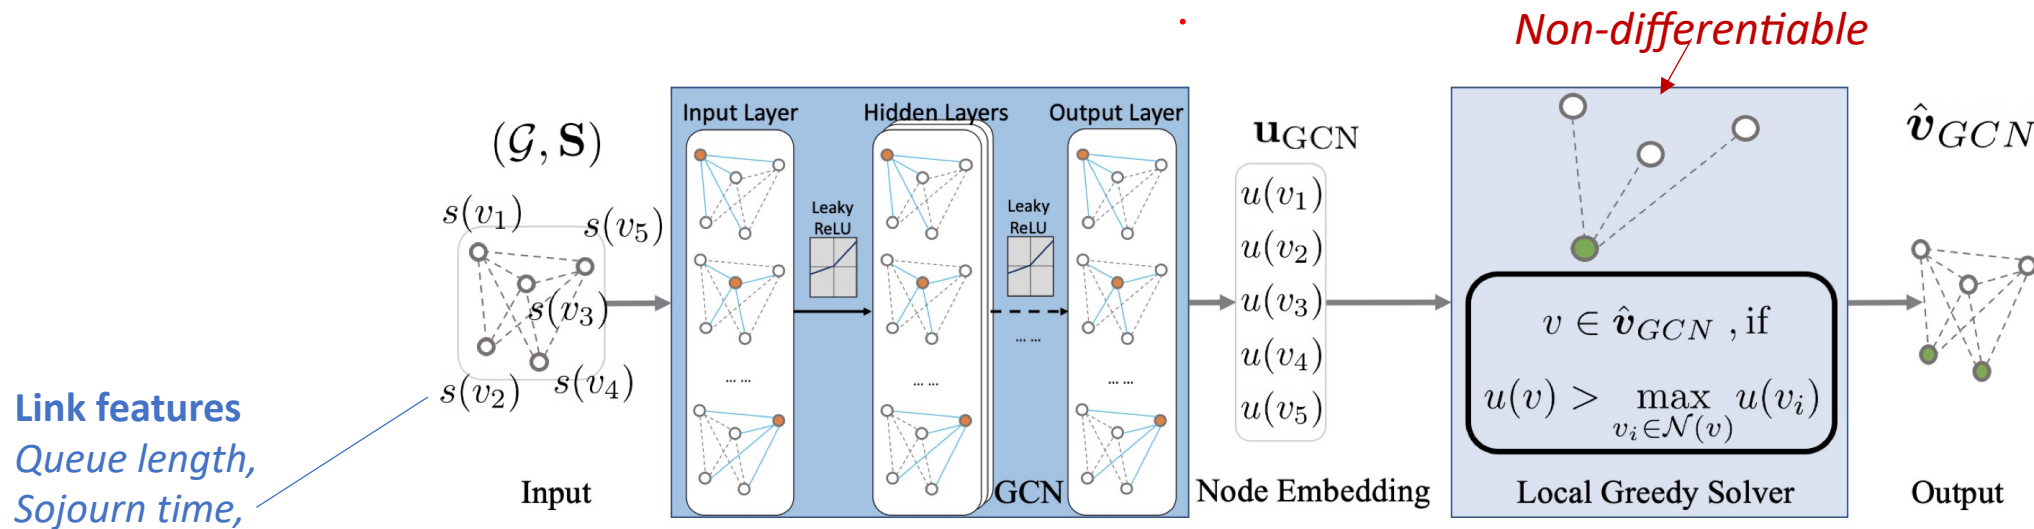 Non-differentiable
Input Layer
Hidden Layers
Output Layer
(𝒢, S)
s(v₁)
s(v₅)
s(v₃)
s(v₂)
s(v₄)
Leaky
ReLU
Leaky
ReLU
... ...
... ...
... ...
... ...
GCN
u_GCN
u(v₁)
u(v₂)
u(v₃)
u(v₄)
u(v₅)
v ∈ v̂_GCN , if
u(v) > max_{vᵢ∈𝒩(v)} u(vᵢ)
v̂_GCN
Link features
Queue length,
Sojourn time,
Input
Node Embedding
Local Greedy Solver
Output